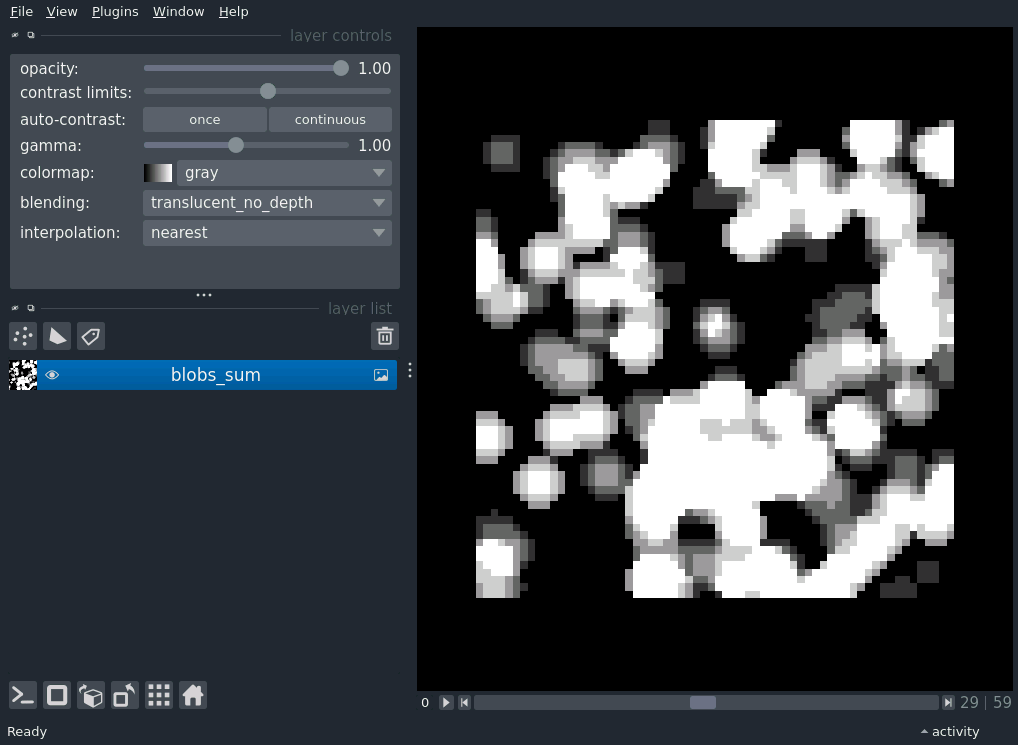 File View Plugins Window Help
layer controls
opacity: 1.00
contrast limits:
auto-contrast: once continuous
gamma: 1.00
colormap: gray
blending: translucent_no_depth
interpolation: nearest
layer list
blobs_sum
0 29 | 59
Ready activity